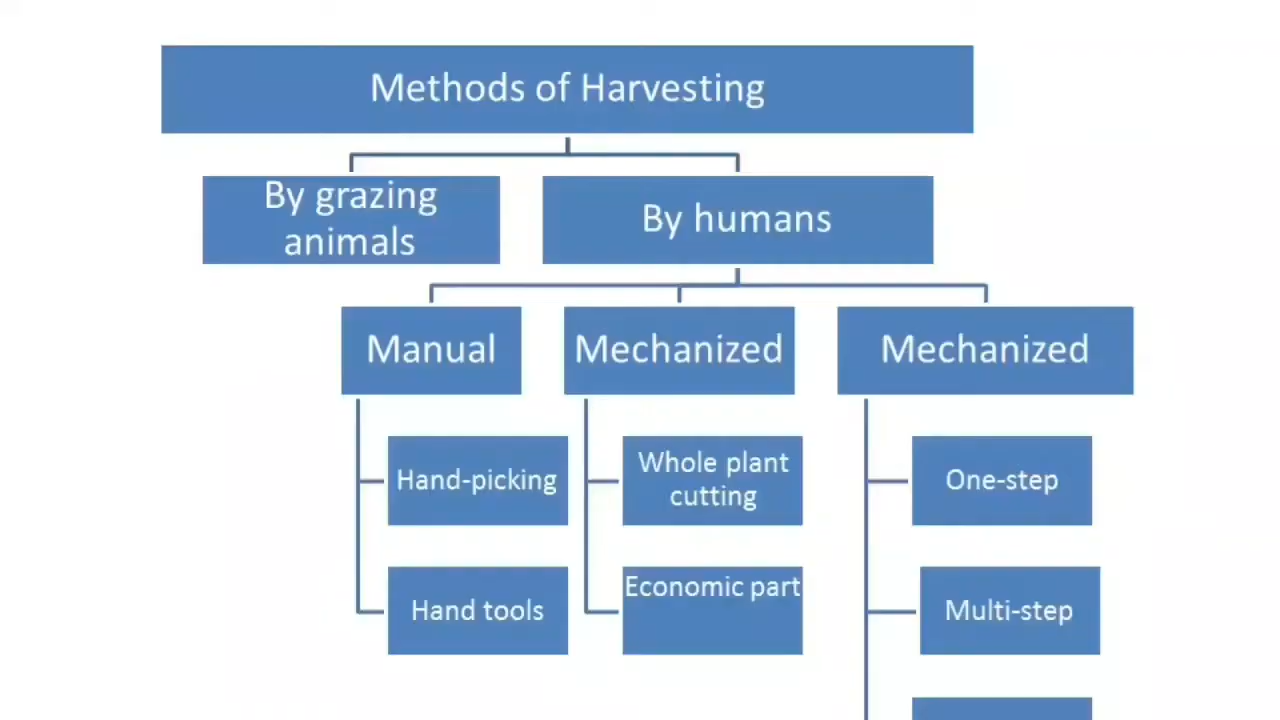 Methods of Harvesting
By grazing
animals
By humans
Manual
Mechanized
Mechanized
Hand-picking
Whole plant
cutting
One-step
Hand tools
Economic part
Multi-step